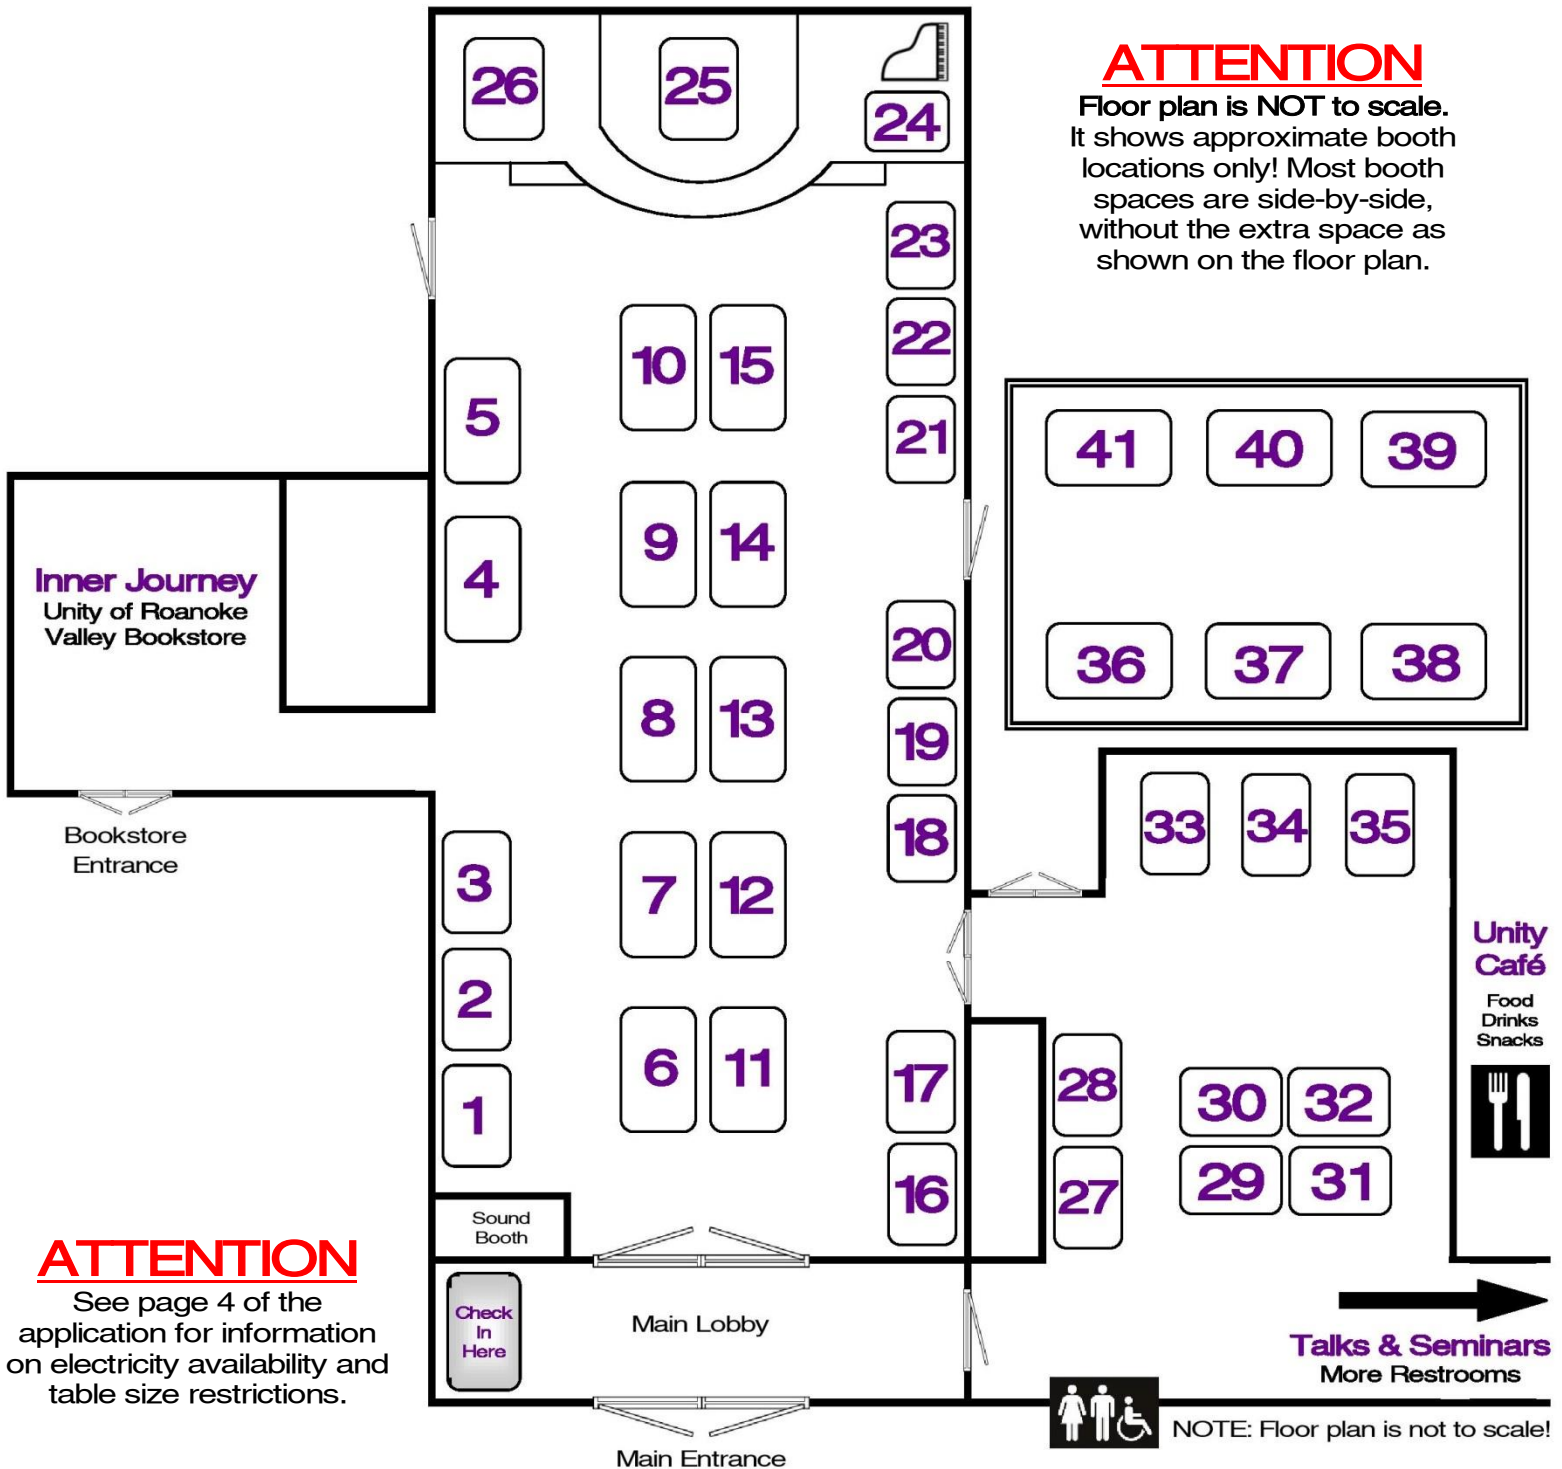 26
25
24
ATTENTION
Floor plan is NOT to scale.
It shows approximate booth
locations only! Most booth
spaces are side-by-side,
without the extra space as
shown on the floor plan.
23
22
21
10 15
5
9 14
4
Inner Journey
Unity of Roanoke
Valley Bookstore
41 40 39
36 37 38
20
19
18
8 13
Bookstore
Entrance
3
2
1
7 12
6 11
33 34 35
Unity
Café
Food
Drinks
Snacks
17
16
28
27
30 32
29 31
Sound
Booth
ATTENTION
See page 4 of the
application for information
on electricity availability and
table size restrictions.
Check
In
Here
Main Lobby
Talks & Seminars
More Restrooms
NOTE: Floor plan is not to scale!
Main Entrance